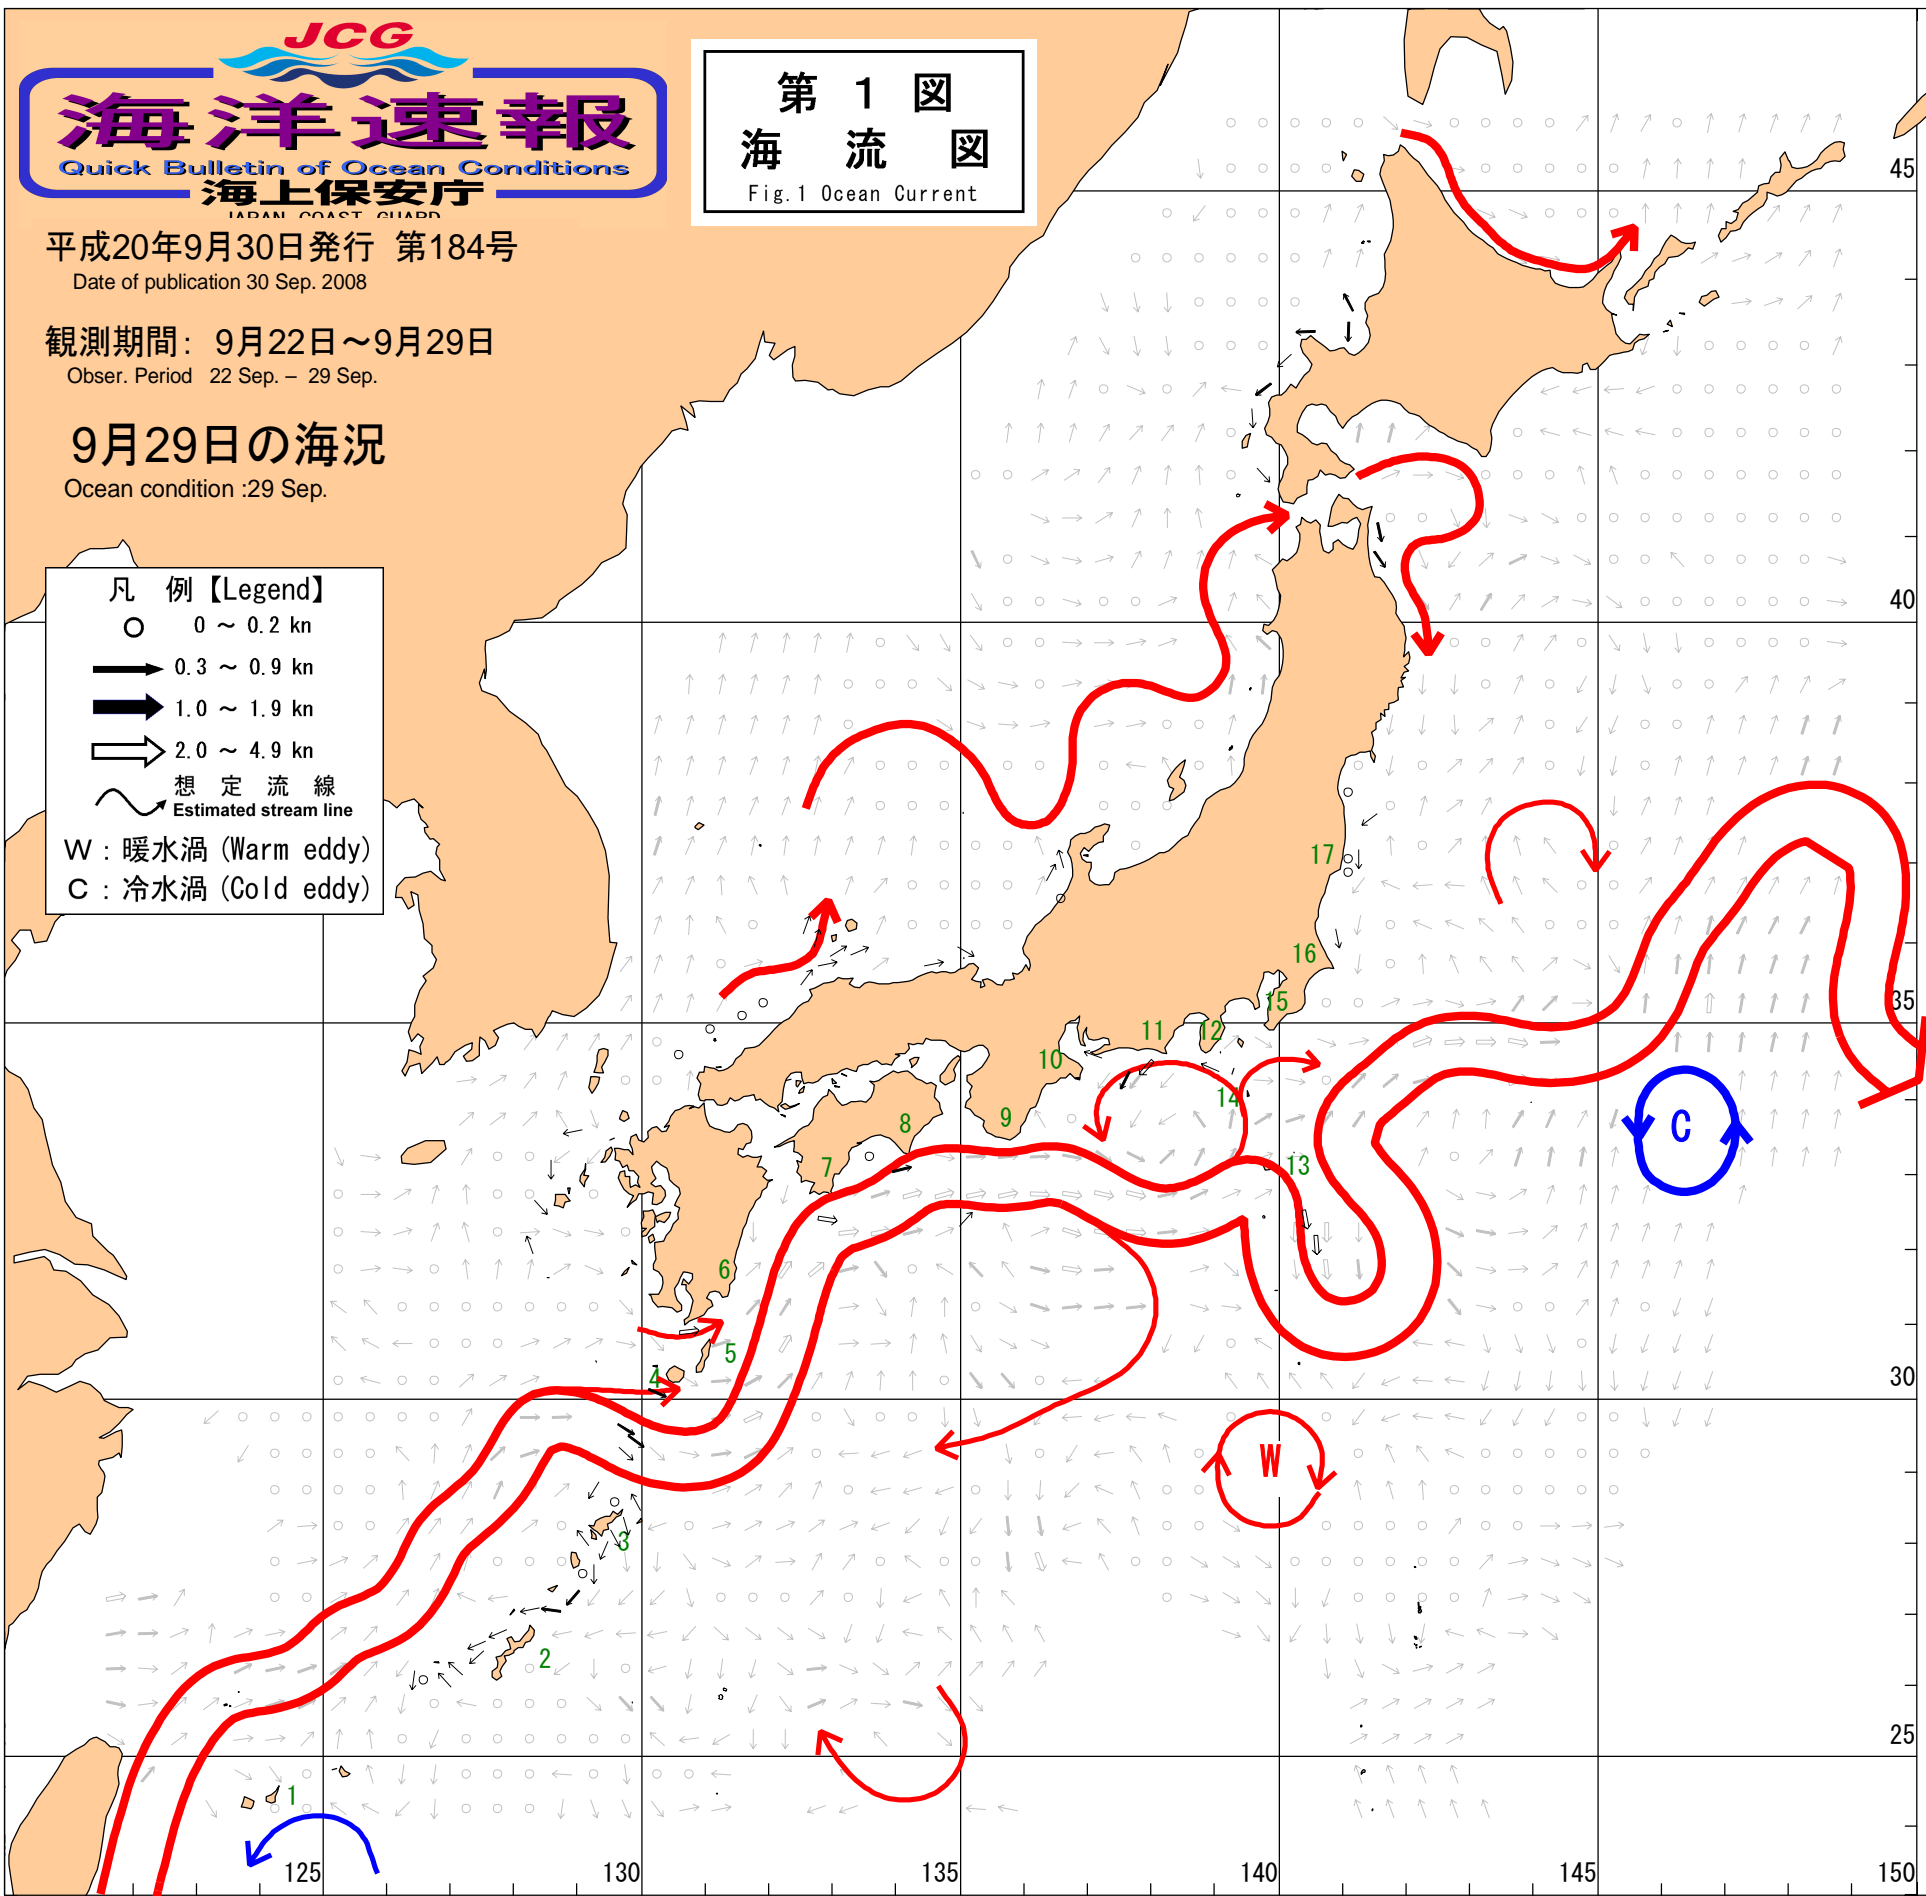 JCG
海洋速報
Quick Bulletin of Ocean Conditions
海上保安庁
JAPAN COAST GUARD
平成20年9月30日発行 第184号
Date of publication 30 Sep. 2008
観測期間: 9月22日～9月29日
Obser. Period 22 Sep. – 29 Sep.
9月29日の海況
Ocean condition :29 Sep.
第 1 図
海 流 図
Fig.1 Ocean Current
凡 例【Legend】
0 ～ 0.2 kn
0.3 ～ 0.9 kn
1.0 ～ 1.9 kn
2.0 ～ 4.9 kn
想 定 流 線
Estimated stream line
W : 暖水渦 (Warm eddy)
C : 冷水渦 (Cold eddy)
45
40
35
30
25
17
16
15
12
11
10
14
9
8
7
13
6
5
4
3
2
1
C
W
125
130
135
140
145
150